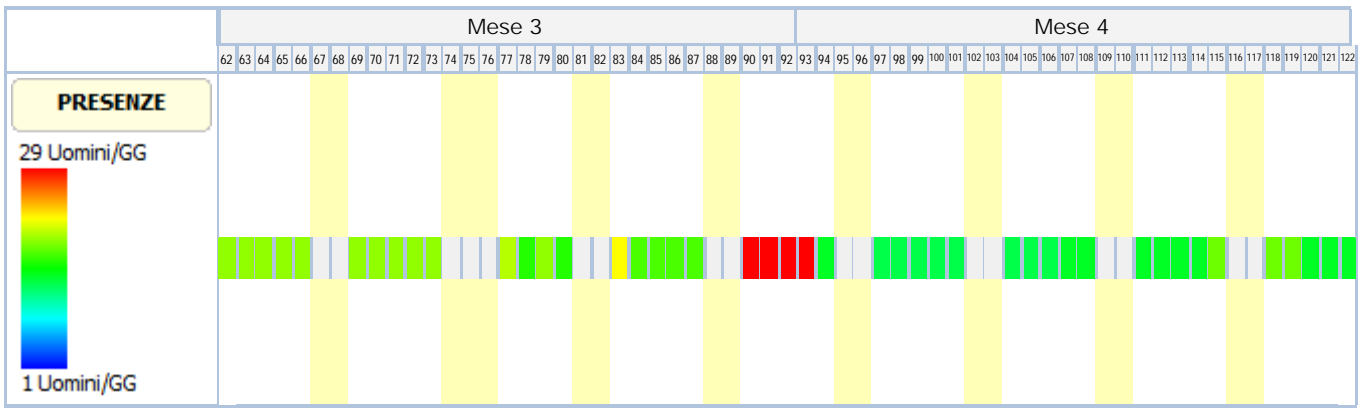 Mese 3 Mese 4
62 63 64 65 66 67 68 69 70 71 72 73 74 75 76 77 78 79 80 81 82 83 84 85 86 87 88 89 90 91 92 93 94 95 96 97 98 99 100 101 102 103 104 105 106 107 108 109 110 111 112 113 114 115 116 117 118 119 120 121 122
PRESENZE
29 Uomini/GG
1 Uomini/GG